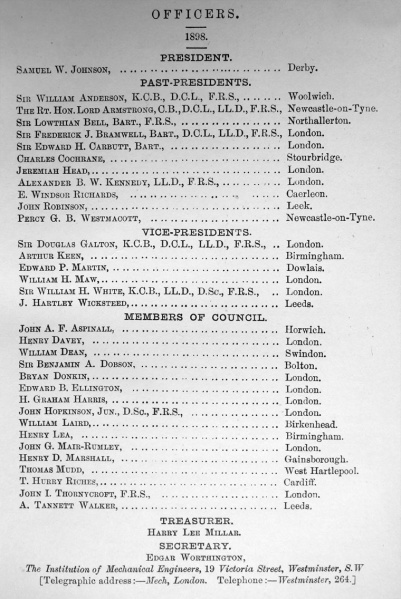 OFFICERS.
1898.
PRESIDENT.
SAMUEL W. JOHNSON, Derby.
PAST-PRESIDENTS.
SIR WILLIAM ANDERSON, K.C.B., D.C.L., F.R.S., Woolwich.
THE RT. HON. LORD ARMSTRONG, C.B., D.C.L., LL.D., F.R.S., Newcastle-on-Tyne.
SIR LOWTHIAN BELL, BART., F.R.S., Northallerton.
SIR FREDERICK J. BRAMWELL, BART., D.C.L., LL.D., F.R.S., London.
SIR EDWARD H. CARBUTT, BART., London.
CHARLES COCHRANE, Stourbridge.
JEREMIAH HEAD, London.
ALEXANDER B. W. KENNEDY, LL.D., F.R.S., London.
E. WINDSOR RICHARDS, Caerleon.
JOHN ROBINSON, Leek.
PERCY G. B. WESTMACOTT, Newcastle-on-Tyne.
VICE-PRESIDENTS.
SIR DOUGLAS GALTON, K.C.B., D.C.L., LL.D., F.R.S., London.
ARTHUR KEEN, Birmingham.
EDWARD P. MARTIN, Dowlais.
WILLIAM H. MAW, London.
SIR WILLIAM H. WHITE, K.C.B., LL.D., D.Sc., F.R.S., London.
J. HARTLEY WICKSTEED, Leeds.
MEMBERS OF COUNCIL.
JOHN A. F. ASPINALL, Horwich.
HENRY DAVEY, London.
WILLIAM DEAN, Swindon.
SIR BENJAMIN A. DOBSON, Bolton.
BRYAN DONKIN, London.
EDWARD B. ELLINGTON, London.
H. GRAHAM HARRIS, London.
JOHN HOPKINSON, JUN., D.Sc., F.R.S., London.
WILLIAM LAIRD, Birkenhead.
HENRY LEA, Birmingham.
JOHN G. MAIR-RUMLEY, London.
HENRY D. MARSHALL, Gainsborough.
THOMAS MUDD, West Hartlepool.
T. HURRY RICHES, Cardiff.
JOHN I. THORNYCROFT, F.R.S., London.
A. TANNETT WALKER, Leeds.
TREASURER.
HARRY LEE MILLAR.
SECRETARY.
EDGAR WORTHINGTON,
The Institution of Mechanical Engineers, 19 Victoria Street, Westminster, S.W
[Telegraphic address:—Mech, London. Telephone:—Westminster, 264.]